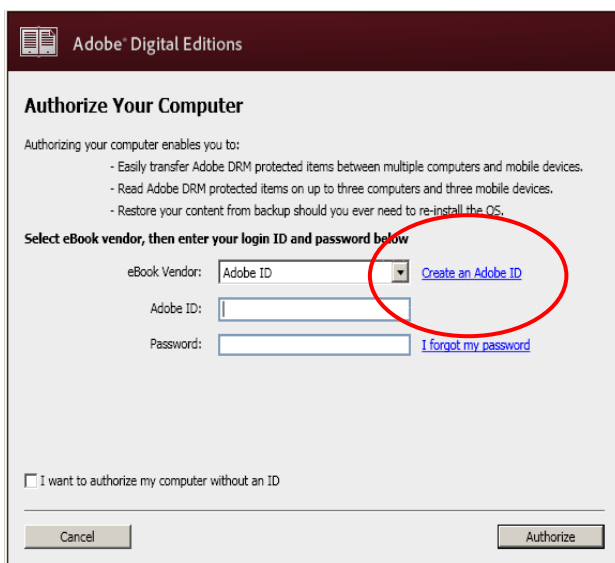 Adobe® Digital Editions
Authorize Your Computer
Authorizing your computer enables you to:
- Easily transfer Adobe DRM protected items between multiple computers and mobile devices.
- Read Adobe DRM protected items on up to three computers and three mobile devices.
- Restore your content from backup should you ever need to re-install the OS.
Select eBook vendor, then enter your login ID and password below
eBook Vendor: Adobe ID Create an Adobe ID
Adobe ID:
Password: I forgot my password
I want to authorize my computer without an ID
Cancel Authorize